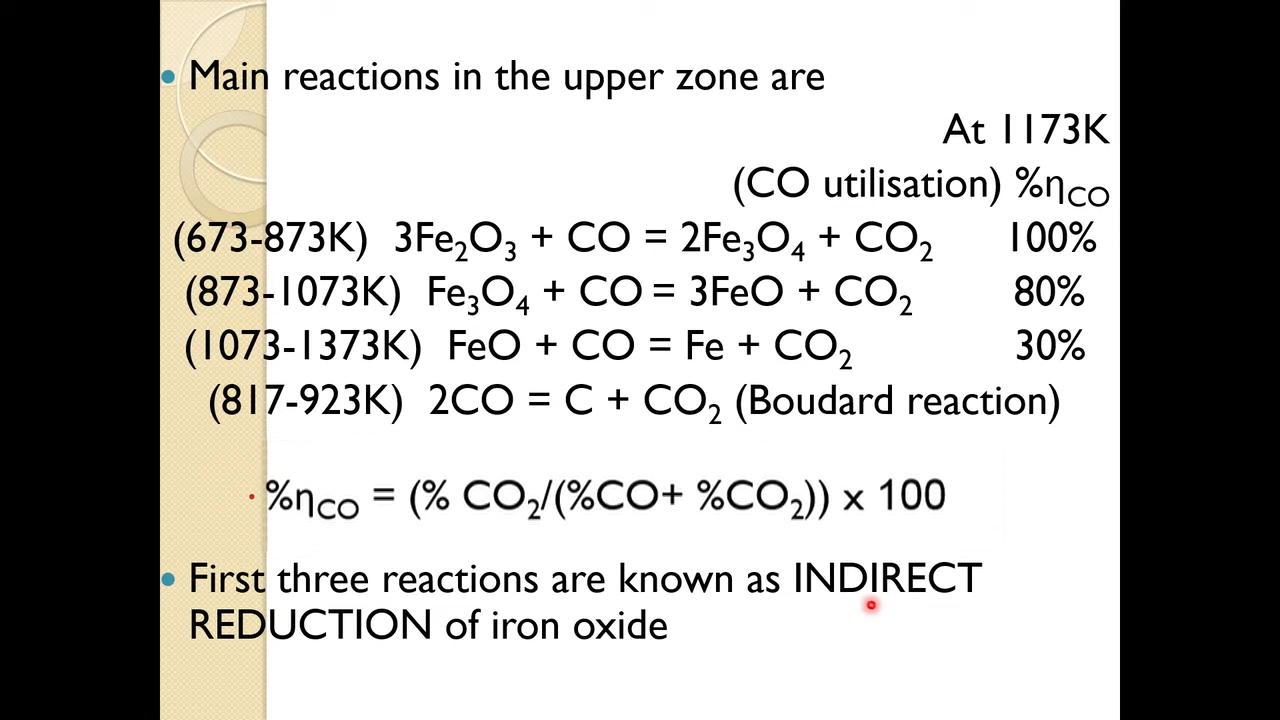 • Main reactions in the upper zone are
At 1173K
(CO utilisation) %η_CO
(673-873K) 3Fe₂O₃ + CO = 2Fe₃O₄ + CO₂ 100%
(873-1073K) Fe₃O₄ + CO = 3FeO + CO₂ 80%
(1073-1373K) FeO + CO = Fe + CO₂ 30%
(817-923K) 2CO = C + CO₂ (Boudard reaction)
• %η_CO = (% CO₂/(%CO+ %CO₂)) x 100
• First three reactions are known as INDIRECT
REDUCTION of iron oxide